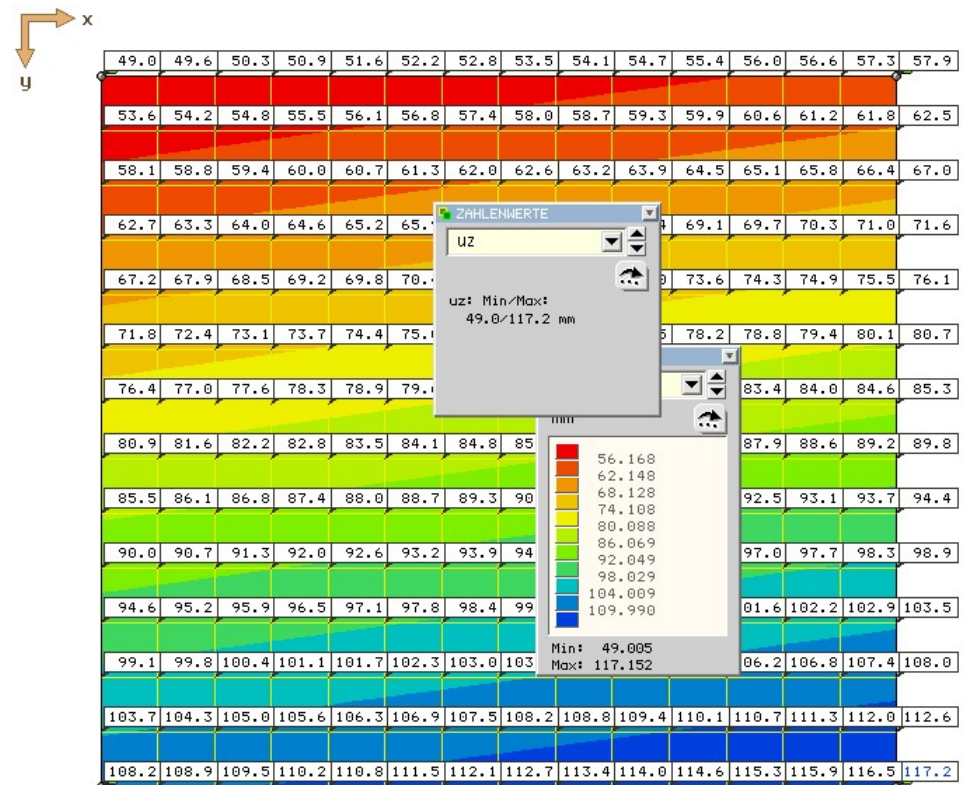 x
y
49.0 49.6 50.3 50.9 51.6 52.2 52.8 53.5 54.1 54.7 55.4 56.0 56.6 57.3 57.9
53.6 54.2 54.8 55.5 56.1 56.8 57.4 58.0 58.7 59.3 59.9 60.6 61.2 61.8 62.5
58.1 58.8 59.4 60.0 60.7 61.3 62.0 62.6 63.2 63.9 64.5 65.1 65.8 66.4 67.0
ZAHLENWERTE
62.7 63.3 64.0 64.6 65.2 69.1 69.7 70.3 71.0 71.6
uz
67.2 67.9 68.5 69.2 69.8 73.6 74.3 74.9 75.5 76.1
uz: Min/Max:
49.0/117.2 mm
71.8 72.4 73.1 73.7 74.4 78.2 78.8 79.4 80.1 80.7
76.4 77.0 77.6 78.3 78.9 83.4 84.0 84.6 85.3
mm
80.9 81.6 82.2 82.8 83.5 84.1 84.8 87.9 88.6 89.2 89.8
56.168
62.148
68.128
74.108
80.088
86.069
92.049
98.029
104.009
109.990
85.5 86.1 86.8 87.4 88.0 88.7 89.3 92.5 93.1 93.7 94.4
90.0 90.7 91.3 92.0 92.6 93.2 93.9 97.0 97.7 98.3 98.9
94.6 95.2 95.9 96.5 97.1 97.8 98.4 102.2 102.9 103.5
Min: 49.005
Max: 117.152
99.1 99.8 100.4 101.1 101.7 102.3 103.0 106.8 107.4 108.0
103.7 104.3 105.0 105.6 106.3 106.9 107.5 108.2 108.8 109.4 110.1 110.7 111.3 112.0 112.6
108.2 108.9 109.5 110.2 110.8 111.5 112.1 112.7 113.4 114.0 114.6 115.3 115.9 116.5 117.2